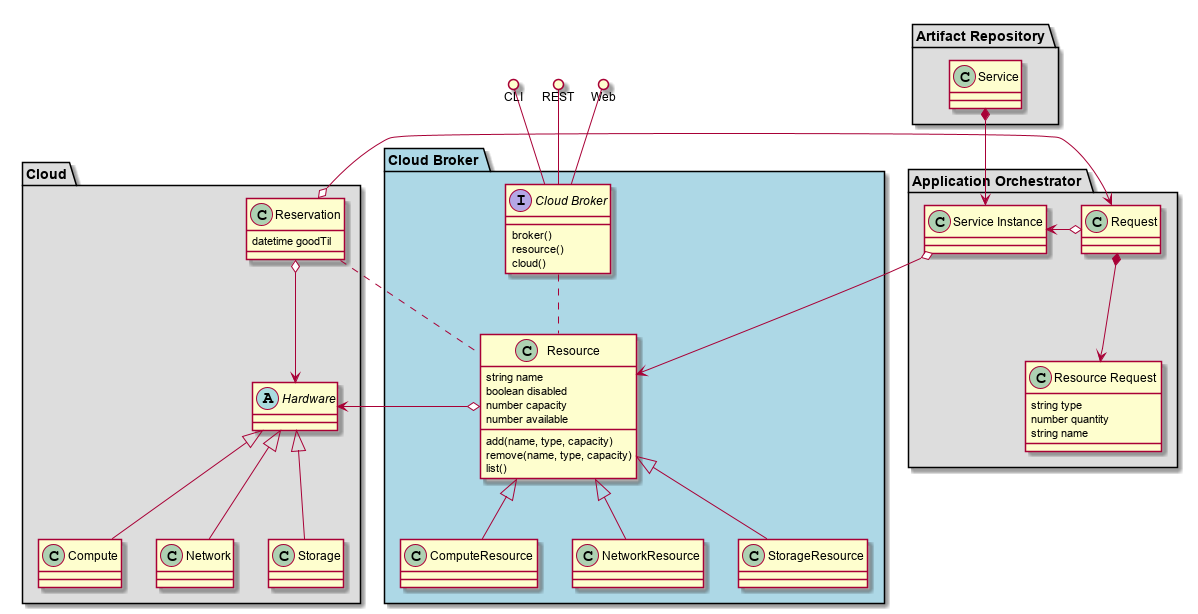 Artifact Repository
C Service
CLI
REST
Web
Cloud
C Reservation
datetime goodTil
A Hardware
C Compute
C Network
C Storage
Cloud Broker
I Cloud Broker
broker()
resource()
cloud()
C Resource
string name
boolean disabled
number capacity
number available
add(name, type, capacity)
remove(name, type, capacity)
list()
C ComputeResource
C NetworkResource
C StorageResource
Application Orchestrator
C Service Instance
C Request
C Resource Request
string type
number quantity
string name